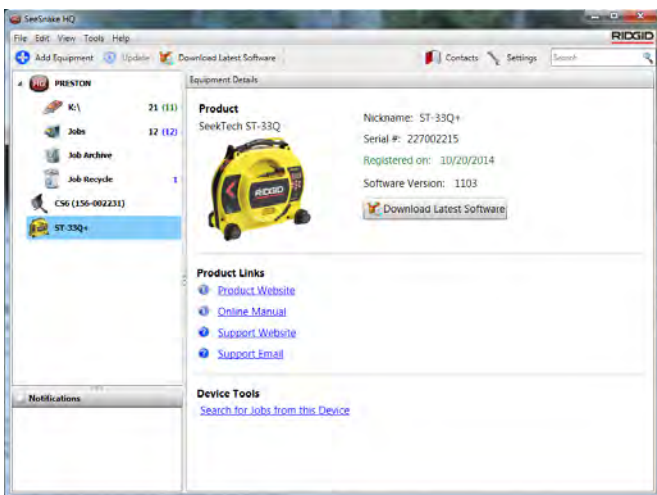 SeeSnake HQ
File Edit View Tools Help
RIDGID
Add Equipment Update Download Latest Software Contacts Settings Search
HQ PRESTON
K:\ 21 (11)
Jobs 12 (12)
Job Archive
Job Recycle 1
CS6 (156-002231)
ST-33Q+
Notifications
Equipment Details
Product
SeekTech ST-33Q
RIDGID
Nickname: ST-33Q+
Serial #: 227002215
Registered on: 10/20/2014
Software Version: 1103
Download Latest Software
Product Links
Product Website
Online Manual
Support Website
Support Email
Device Tools
Search for Jobs from this Device